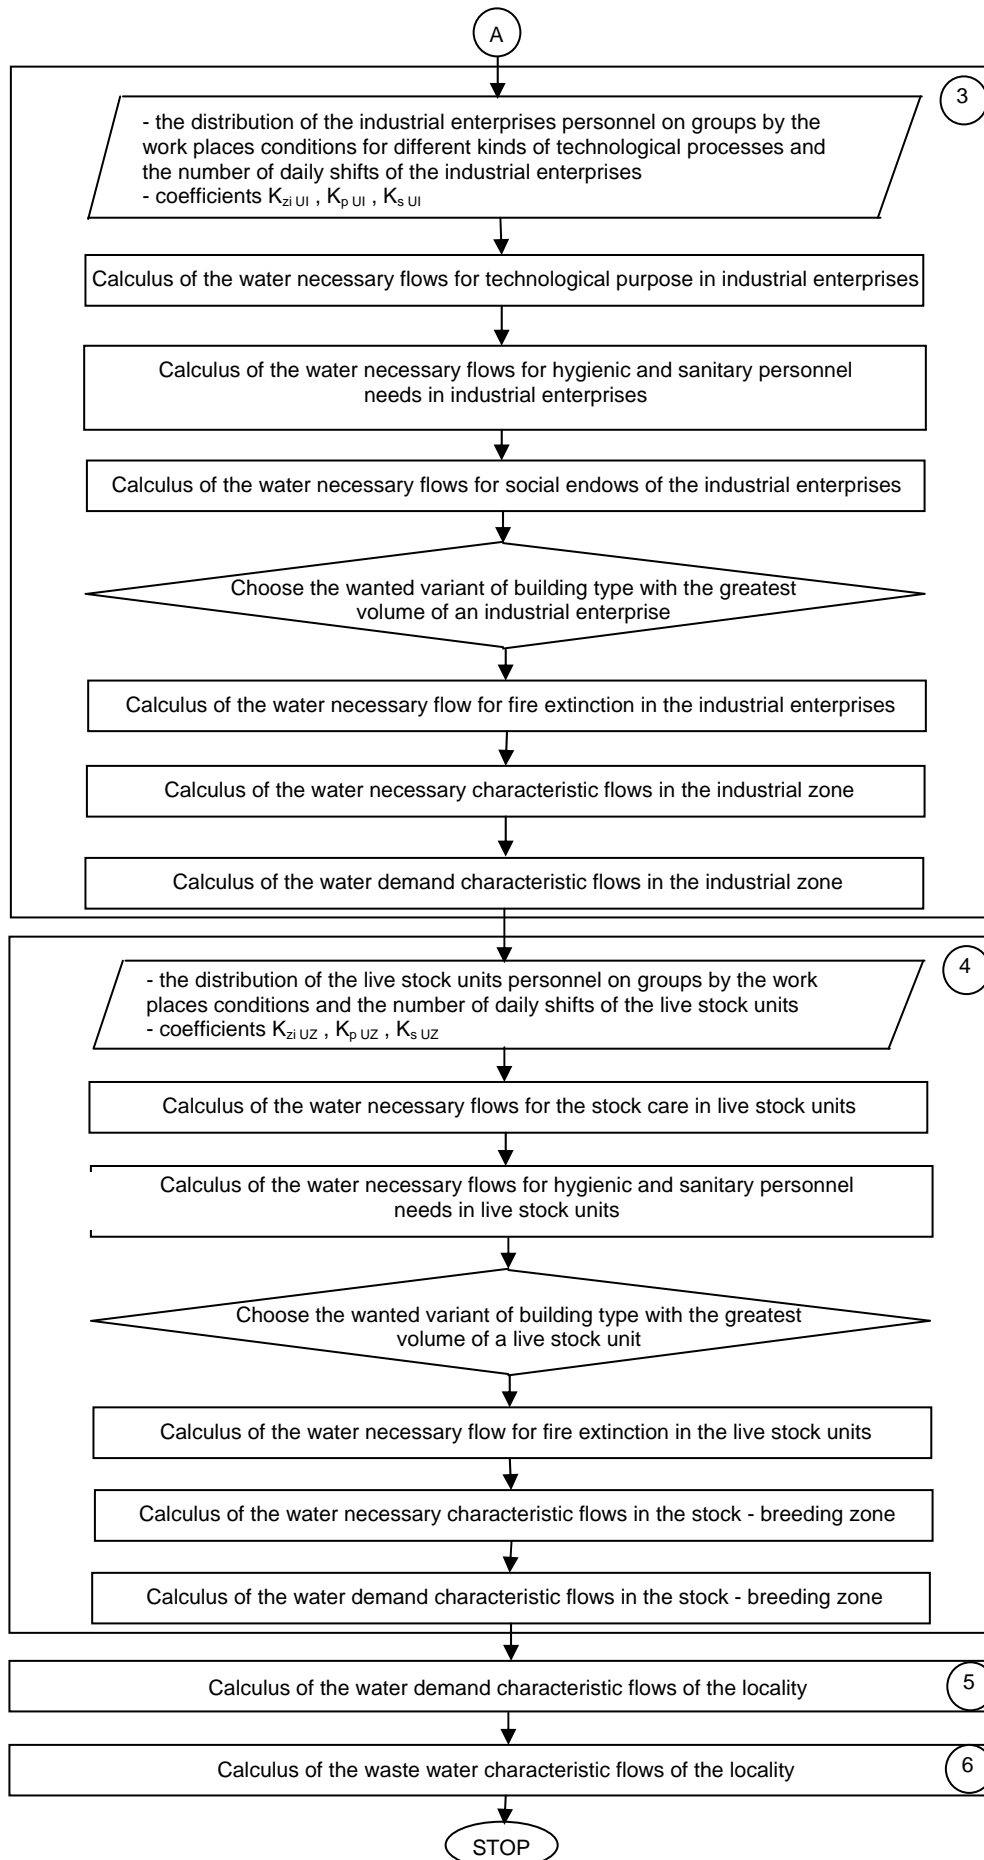 A
3
- the distribution of the industrial enterprises personnel on groups by the
work places conditions for different kinds of technological processes and
the number of daily shifts of the industrial enterprises
- coefficients Kzi UI , Kp UI , Ks UI
Calculus of the water necessary flows for technological purpose in industrial enterprises
Calculus of the water necessary flows for hygienic and sanitary personnel
needs in industrial enterprises
Calculus of the water necessary flows for social endows of the industrial enterprises
Choose the wanted variant of building type with the greatest
volume of an industrial enterprise
Calculus of the water necessary flow for fire extinction in the industrial enterprises
Calculus of the water necessary characteristic flows in the industrial zone
Calculus of the water demand characteristic flows in the industrial zone
4
- the distribution of the live stock units personnel on groups by the work
places conditions and the number of daily shifts of the live stock units
- coefficients Kzi UZ , Kp UZ , Ks UZ
Calculus of the water necessary flows for the stock care in live stock units
Calculus of the water necessary flows for hygienic and sanitary personnel
needs in live stock units
Choose the wanted variant of building type with the greatest
volume of a live stock unit
Calculus of the water necessary flow for fire extinction in the live stock units
Calculus of the water necessary characteristic flows in the stock - breeding zone
Calculus of the water demand characteristic flows in the stock - breeding zone
Calculus of the water demand characteristic flows of the locality
5
Calculus of the waste water characteristic flows of the locality
6
STOP